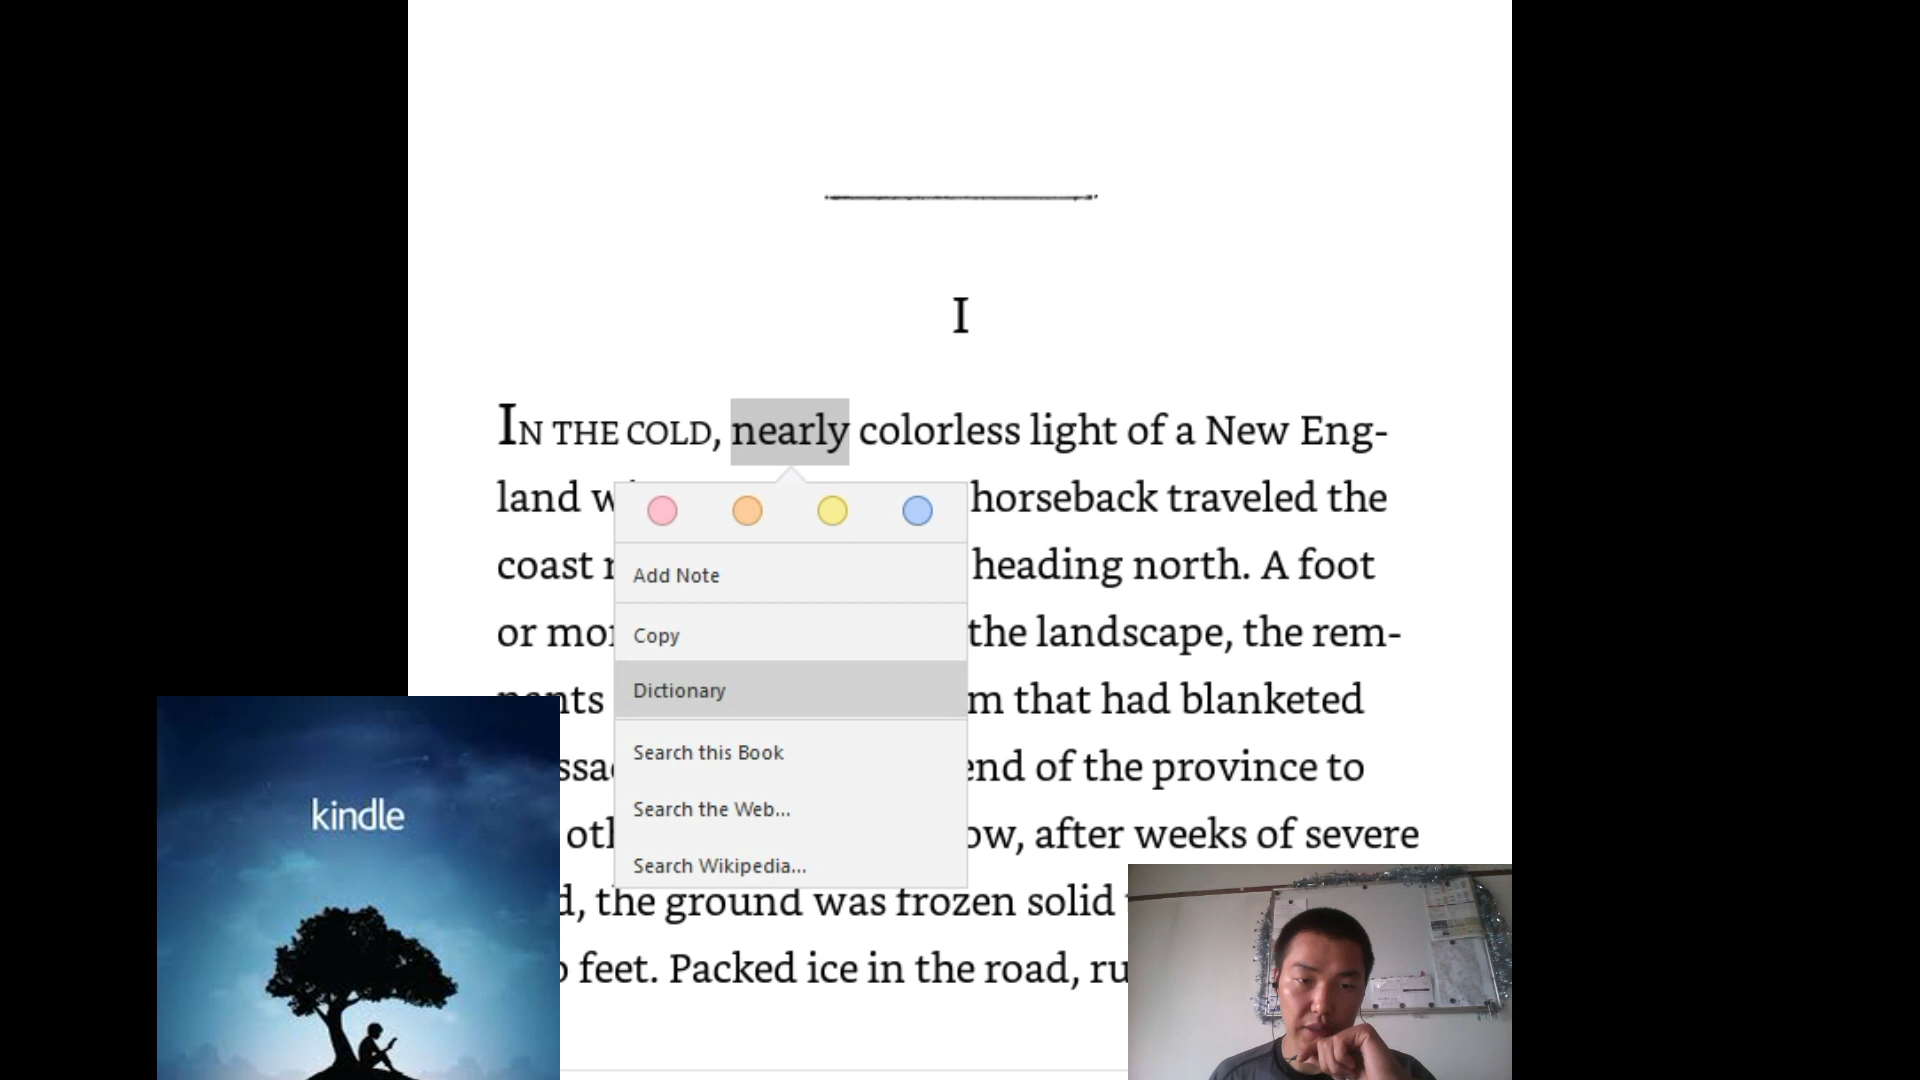 I
IN THE COLD, nearly colorless light of a New Eng-
land horseback traveled the
coast heading north. A foot
or the landscape, the rem-
that had blanketed
end of the province to
after weeks of severe
the ground was frozen solid
feet. Packed ice in the road,
Add Note
Copy
Dictionary
Search this Book
Search the Web...
Search Wikipedia...
kindle